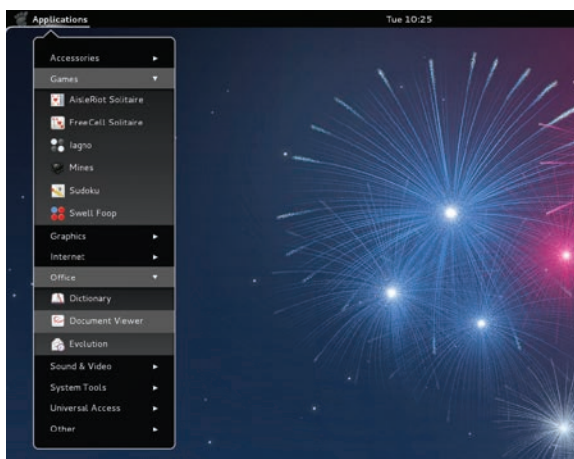 Applications
Tue 10:25
Accessories
Games
AisleRiot Solitaire
FreeCell Solitaire
Iagno
Mines
Sudoku
Swell Foop
Graphics
Internet
Office
Dictionary
Document Viewer
Evolution
Sound & Video
System Tools
Universal Access
Other